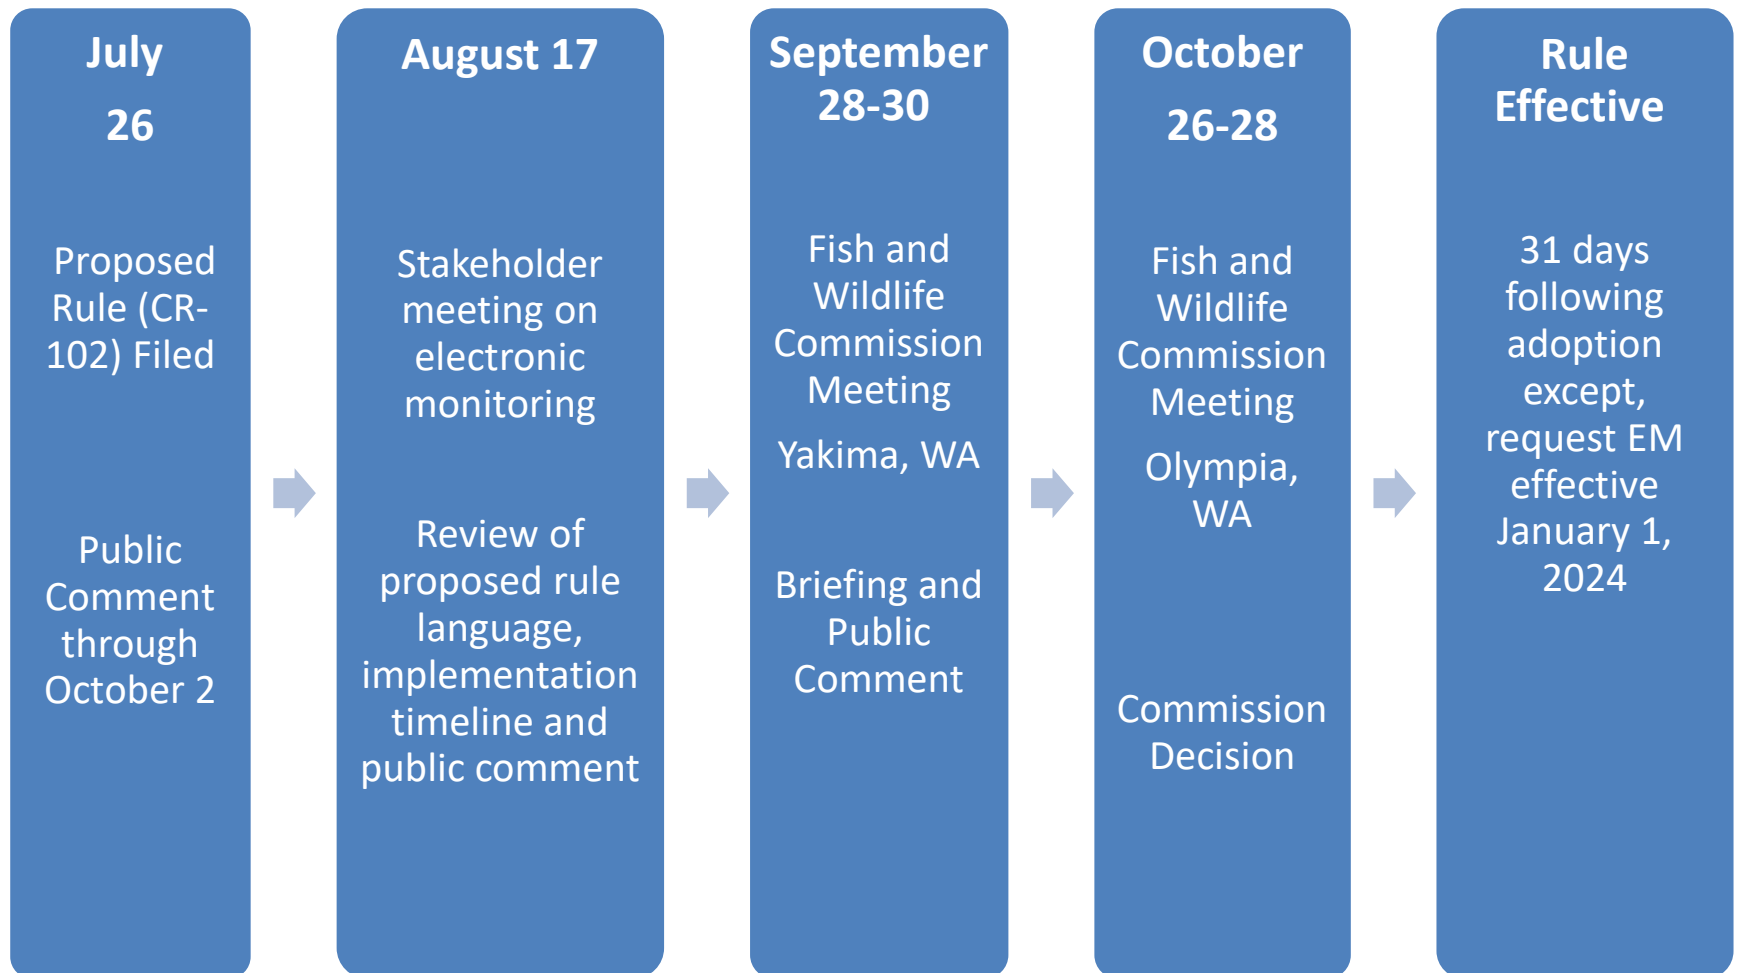 July
26
Proposed
Rule (CR-
102) Filed
Public
Comment
through
October 2
August 17
Stakeholder
meeting on
electronic
monitoring
Review of
proposed rule
language,
implementation
timeline and
public comment
September
28-30
Fish and
Wildlife
Commission
Meeting
Yakima, WA
Briefing and
Public
Comment
October
26-28
Fish and
Wildlife
Commission
Meeting
Olympia,
WA
Commission
Decision
Rule
Effective
31 days
following
adoption
except,
request EM
effective
January 1,
2024